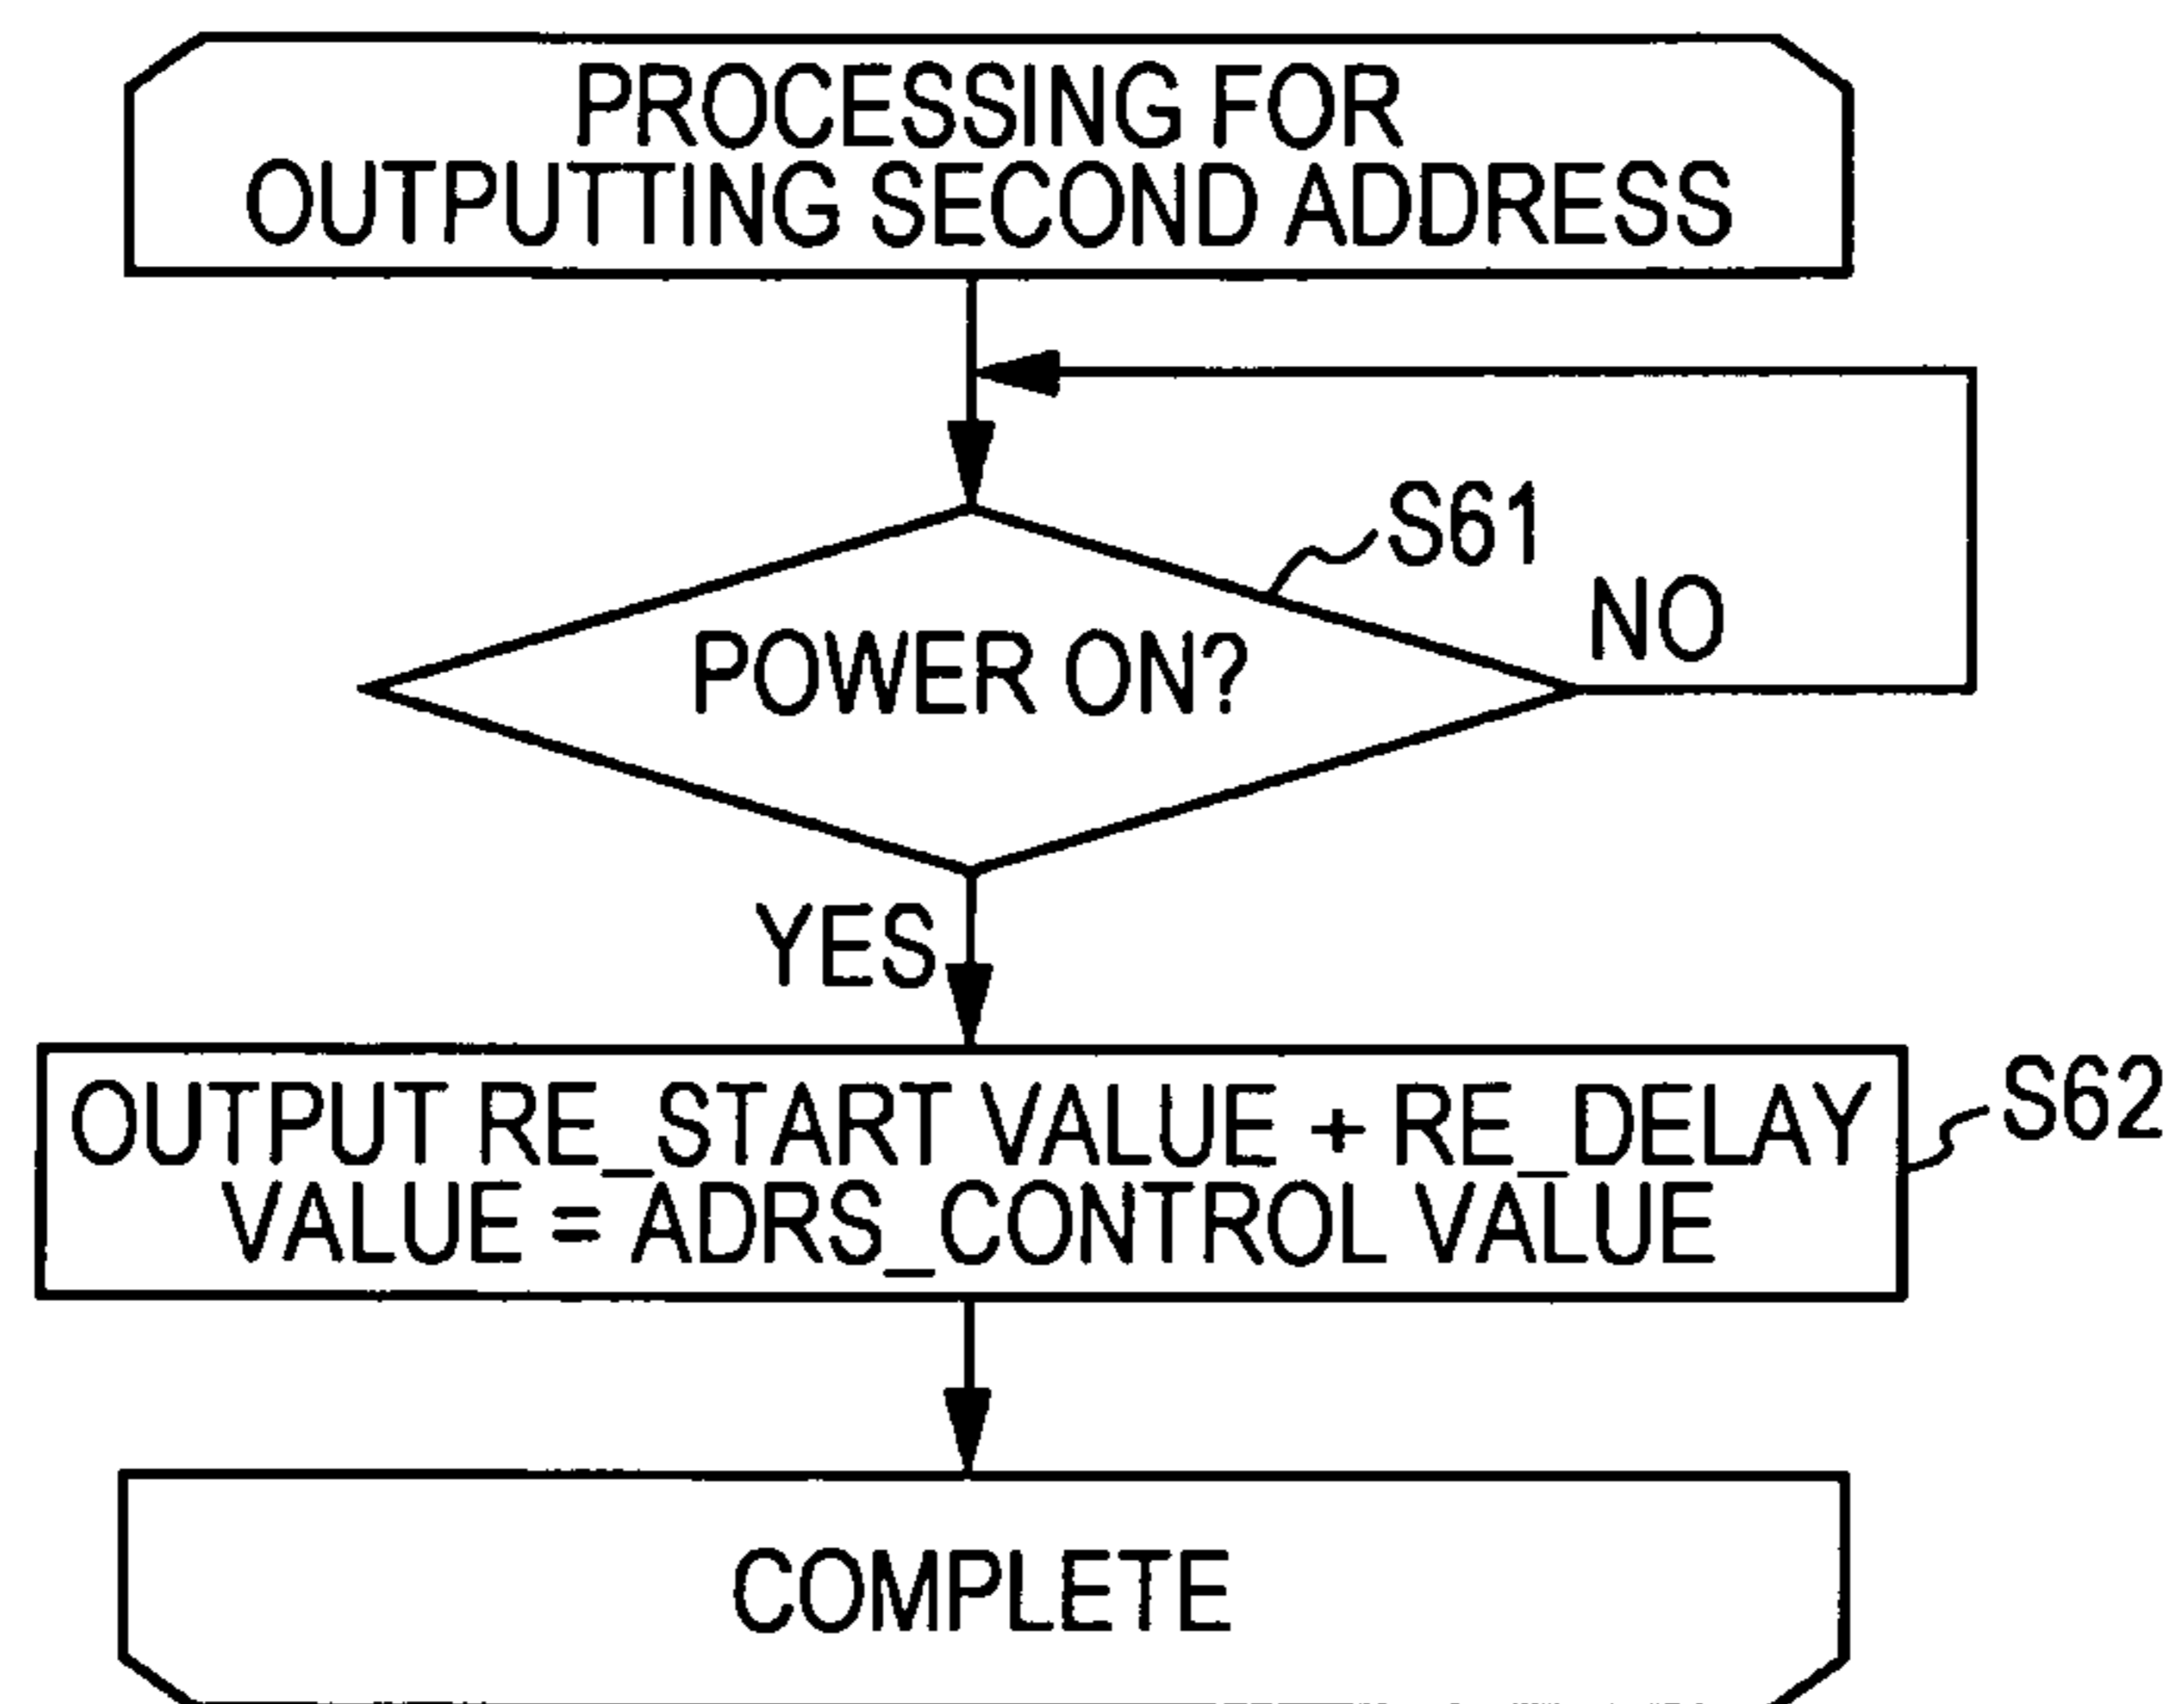 PROCESSING FOR
OUTPUTTING SECOND ADDRESS
S61
NO
POWER ON?
YES
OUTPUT RE_START VALUE + RE_DELAY
VALUE = ADRS_CONTROL VALUE
S62
COMPLETE